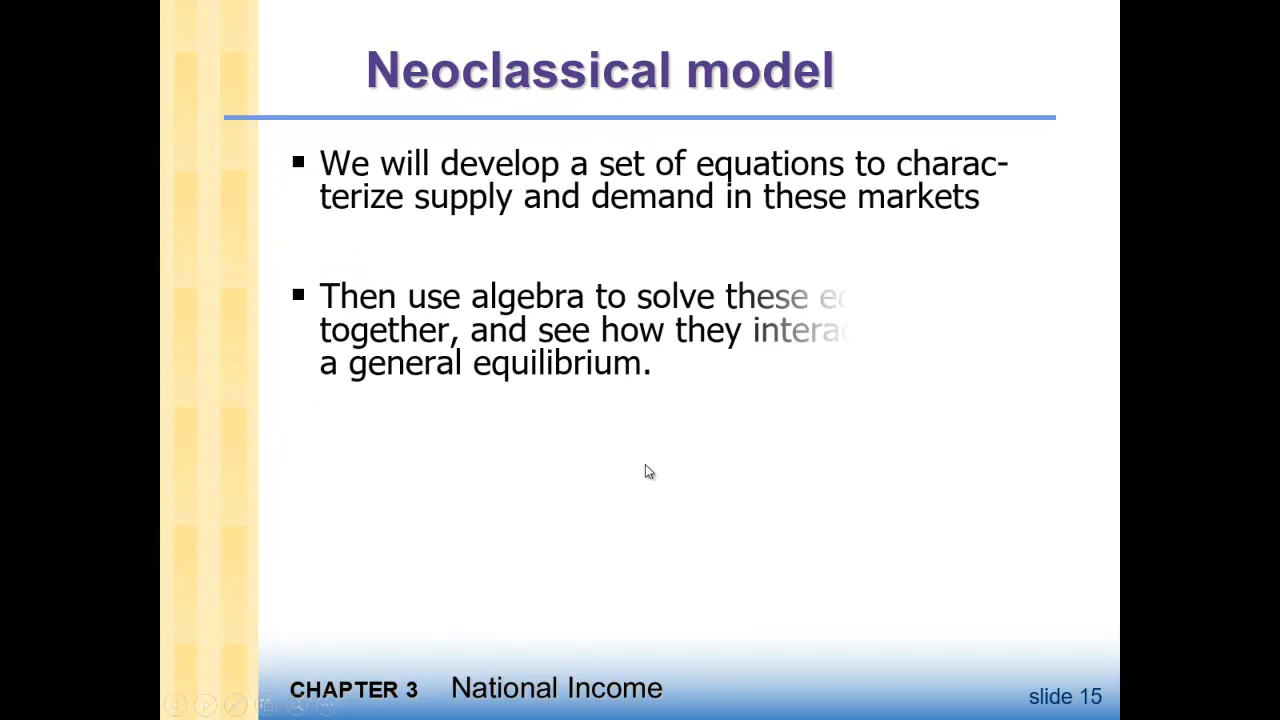 Neoclassical model
We will develop a set of equations to charac-
terize supply and demand in these markets
Then use algebra to solve these
together, and see how they
a general equilibrium.
CHAPTER 3 National Income
slide 15